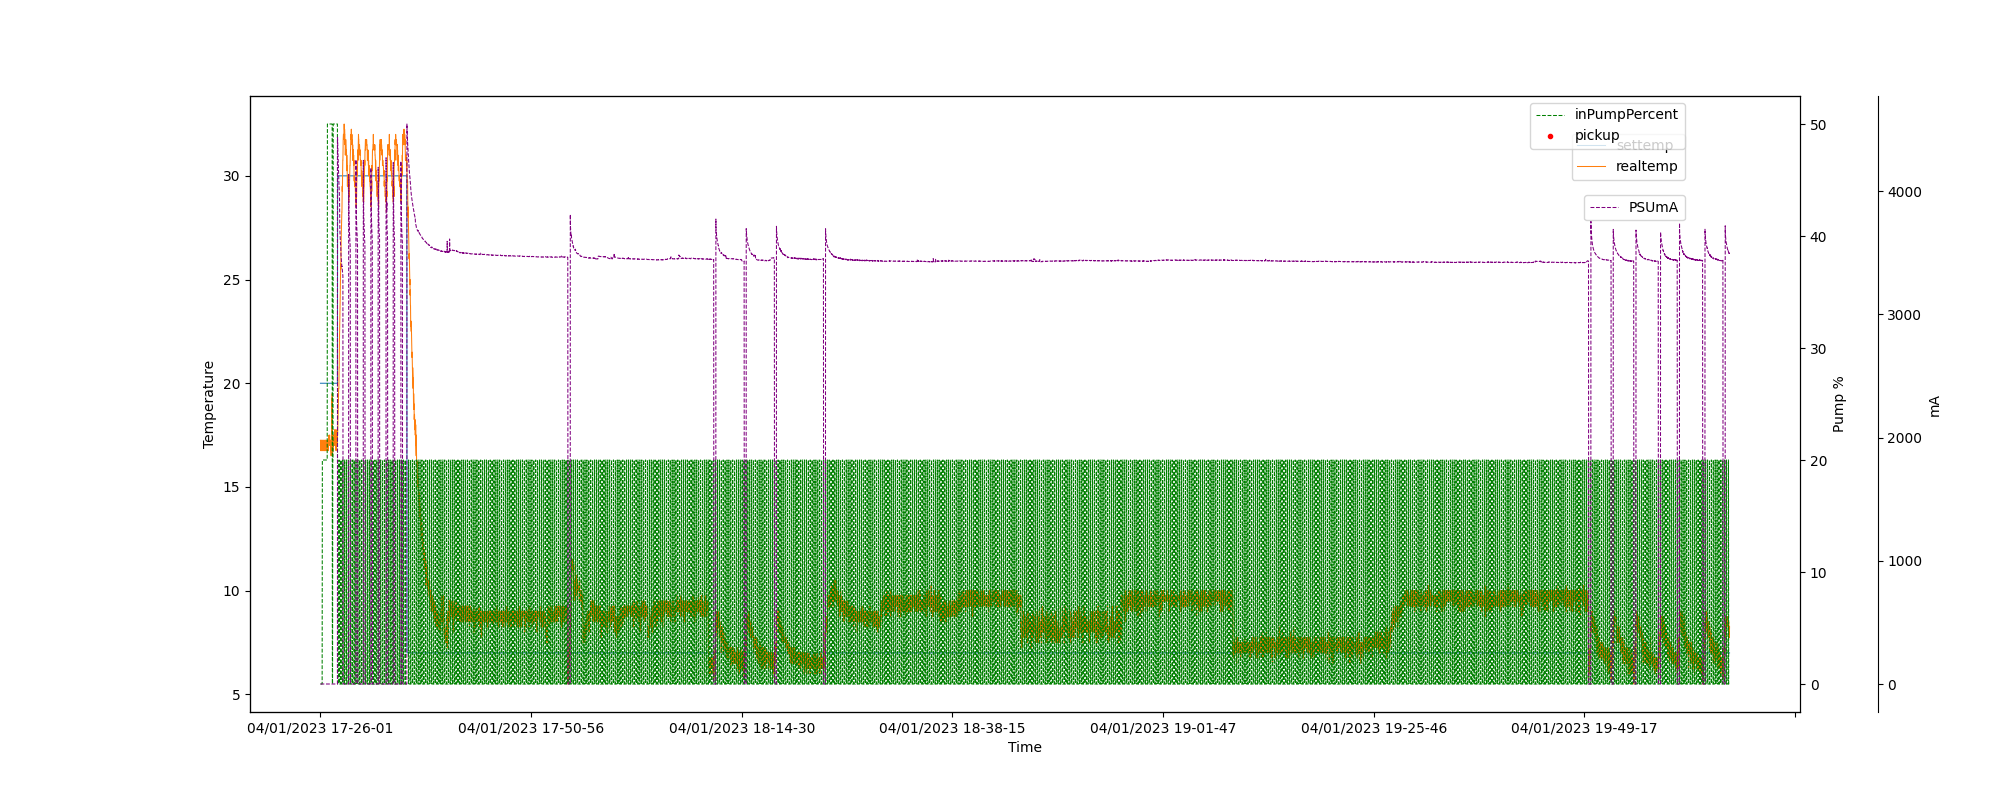 inPumpPercent
pickup
settemp
realtemp
PSUmA
Temperature
30
25
20
15
10
5
50
40
30
20
10
0
Pump %
4000
3000
2000
1000
0
mA
04/01/2023 17-26-01
04/01/2023 17-50-56
04/01/2023 18-14-30
04/01/2023 18-38-15
04/01/2023 19-01-47
04/01/2023 19-25-46
04/01/2023 19-49-17
Time